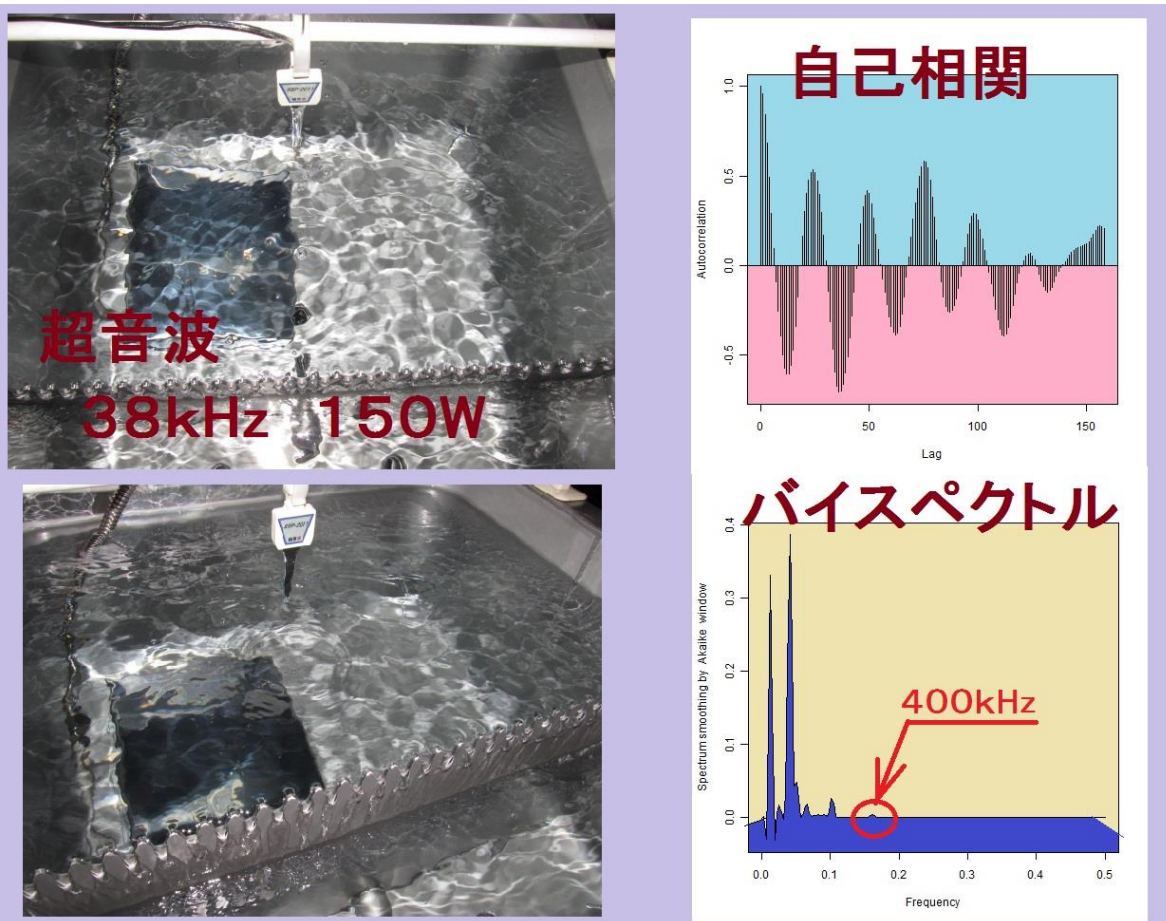 超音波
38kHz 150W
自己相関
1.0
0.5
0.0
-0.5
Autocorrelation
0 50 100 150
Lag
バイスペクトル
0.4
0.3
0.2
0.1
0.0
Spectrum smoothing by Akaike window
400kHz
0.0 0.1 0.2 0.3 0.4 0.5
Frequency